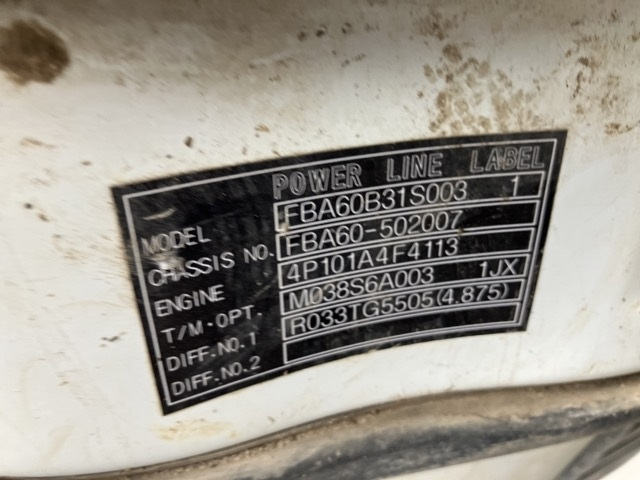 POWER LINE LABEL
MODEL FBA60B31S003 1
CHASSIS NO. FBA60-502007
ENGINE 4P101A4F4113
T/M·OPT. M038S6A003 1JX
DIFF.NO.1 R033TG5505(4.875)
DIFF.NO.2